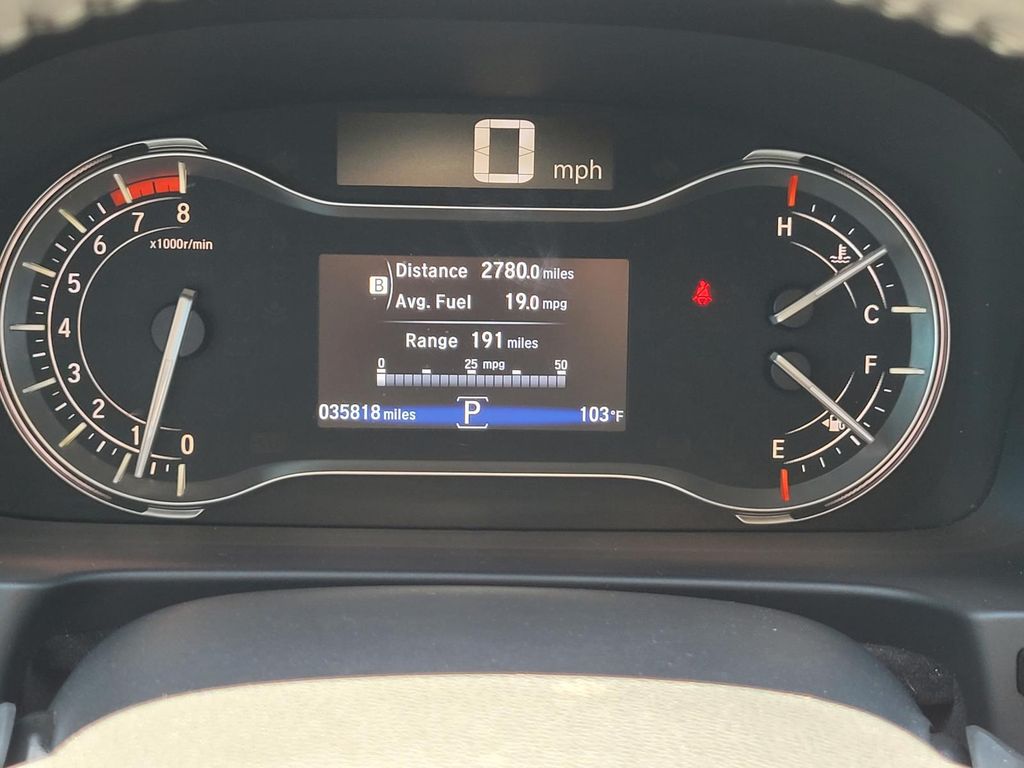 0 mph
8
7
6
5
4
3
2
1
0
x1000r/min
B
Distance 2780.0 miles
Avg. Fuel 19.0 mpg
Range 191 miles
0 25 mpg 50
035818 miles P 103°F
H
C
F
E